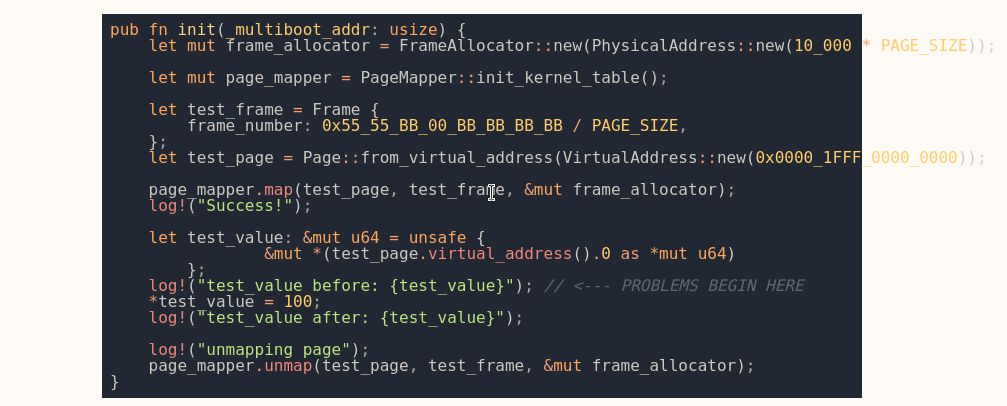 pub fn init(_multiboot_addr: usize) {
let mut frame_allocator = FrameAllocator::new(PhysicalAddress::new(10_000 * PAGE_SIZE));
let mut page_mapper = PageMapper::init_kernel_table();
let test_frame = Frame {
frame_number: 0x55_55_BB_00_BB_BB_BB_BB / PAGE_SIZE,
};
let test_page = Page::from_virtual_address(VirtualAddress::new(0x0000_1FFF_0000_0000));
page_mapper.map(test_page, test_frame, &mut frame_allocator);
log!("Success!");
let test_value: &mut u64 = unsafe {
&mut *(test_page.virtual_address().0 as *mut u64)
};
log!("test_value before: {test_value}"); // <--- PROBLEMS BEGIN HERE
*test_value = 100;
log!("test_value after: {test_value}");
log!("unmapping page");
page_mapper.unmap(test_page, test_frame, &mut frame_allocator);
}